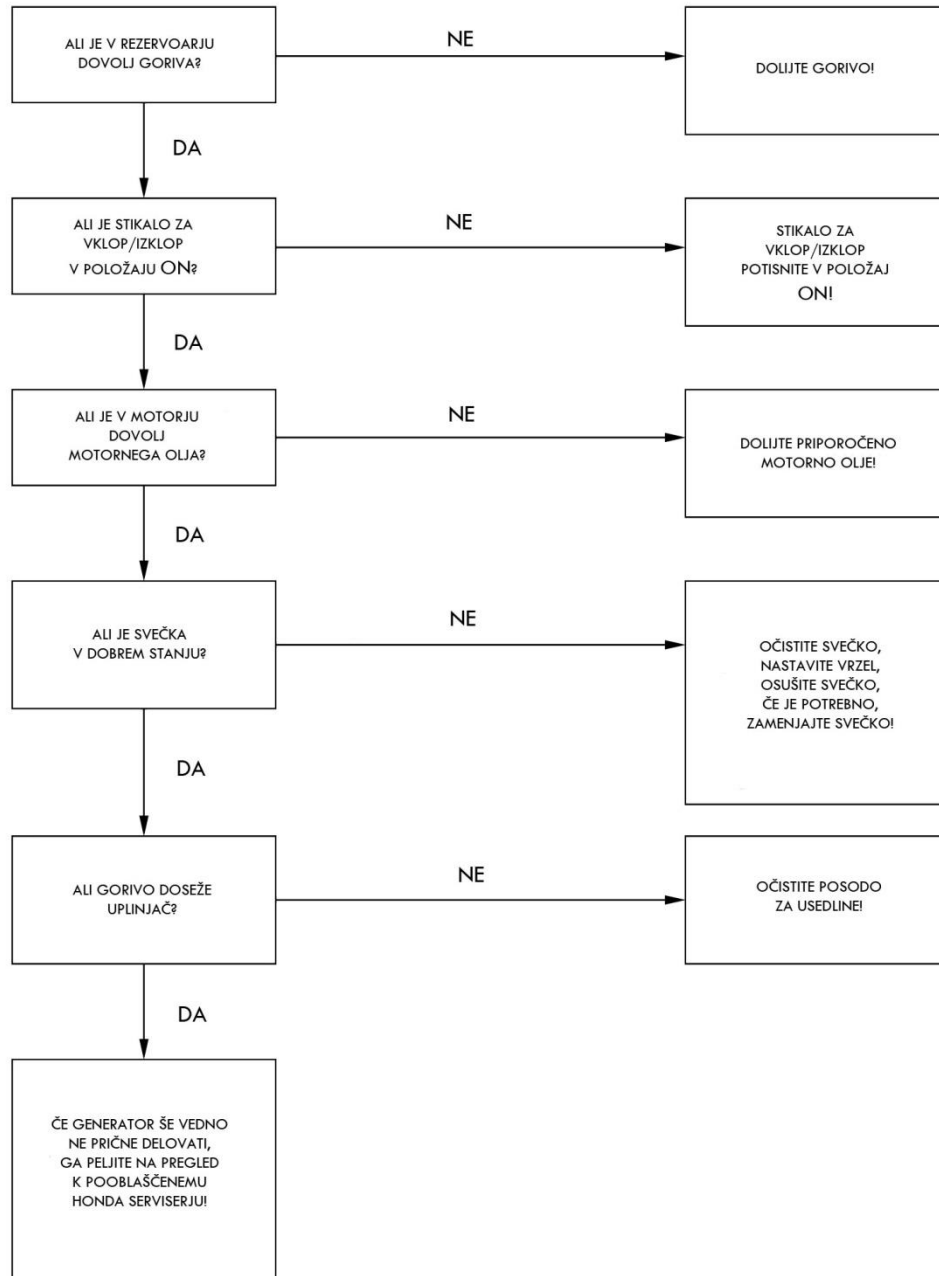 ALI JE V REZERVOARJU
DOVOLJ GORIVA?
NE
DOLIJTE GORIVO!
DA
ALI JE STIKALO ZA
VKLOP/IZKLOP
V POLOŽAJU ON?
NE
STIKALO ZA
VKLOP/IZKLOP
POTISNITE V POLOŽAJ
ON!
DA
ALI JE V MOTORJU
DOVOLJ
MOTORNEGA OLJA?
NE
DOLIJTE PRIPOROČENO
MOTORNO OLJE!
DA
ALI JE SVEČKA
V DOBREM STANJU?
NE
OČISTITE SVEČKO,
NASTAVITE VRZEL,
OSUŠITE SVEČKO,
ČE JE POTREBNO,
ZAMENJAJTE SVEČKO!
DA
ALI GORIVO DOSEŽE
UPLINJAČ?
NE
OČISTITE POSODO
ZA USEDLINE!
DA
ČE GENERATOR ŠE VEDNO
NE PRIČNE DELOVATI,
GA PELJITE NA PREGLED
K POOBLAŠČENEMU
HONDA SERVISERJU!